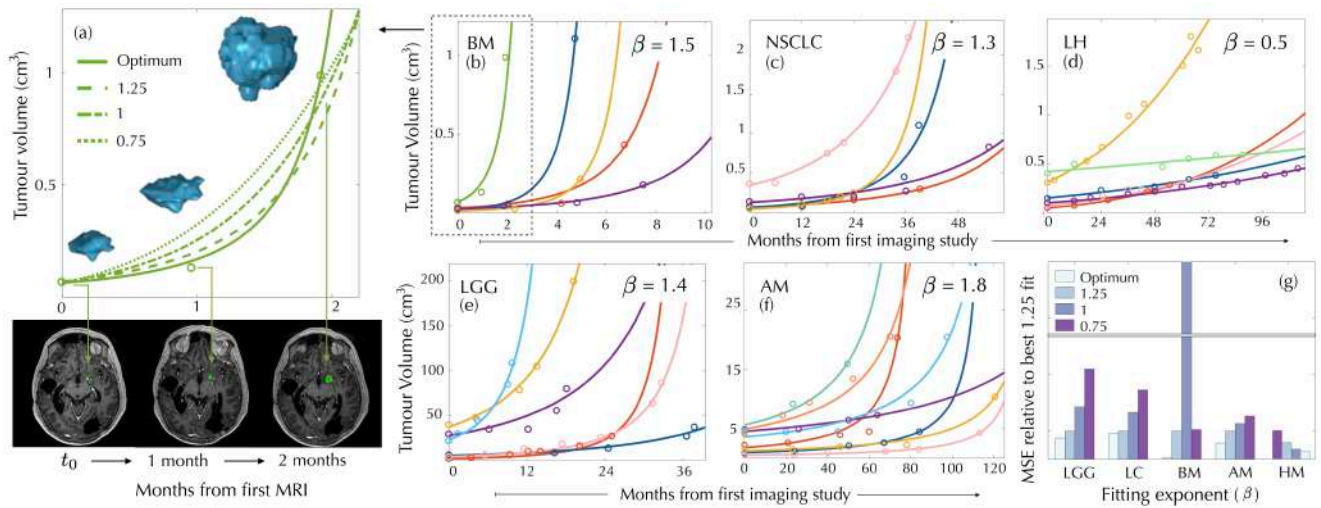 (a)
Tumour volume (cm³)
1
0.5
Optimum
1.25
1
0.75
0
1
2
t₀ → 1 month → 2 months
Months from first MRI
BM
(b)
β = 1.5
Tumour Volume (cm³)
1
0.5
0 2 4 6 8 10
NSCLC
(c)
β = 1.3
2
1.5
1
0.5
0 12 24 36 48
LH
(d)
β = 0.5
1.5
1
0.5
0 24 48 72 96
Months from first imaging study
LGG
(e)
β = 1.4
Tumour Volume (cm³)
200
150
100
50
0 12 24 36
AM
(f)
β = 1.8
25
15
5
0 20 40 60 80 100 120
Months from first imaging study
(g)
MSE relative to best 1.25 fit
Optimum
1.25
1
0.75
LGG LC BM AM HM
Fitting exponent (β)